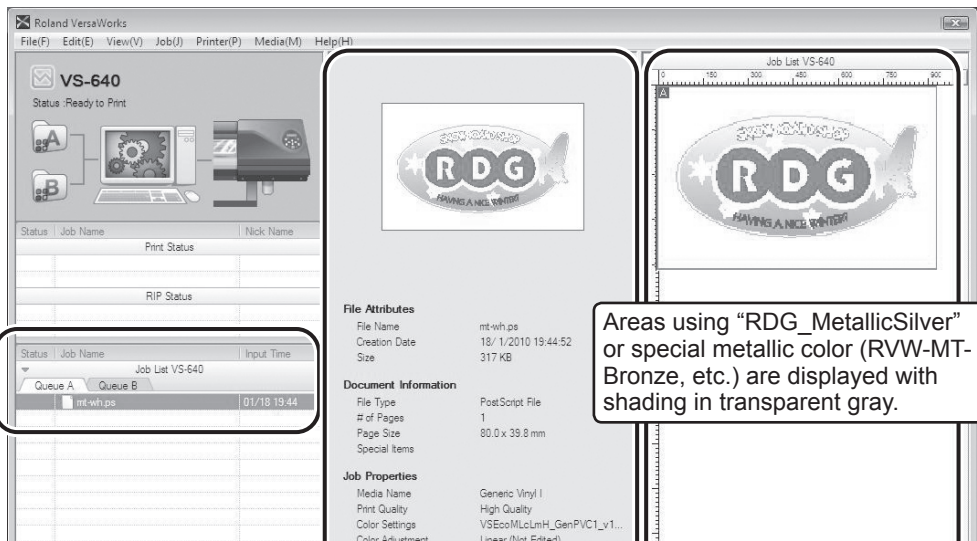 Roland VersaWorks
File(F) Edit(E) View(V) Job(J) Printer(P) Media(M) Help(H)
VS-640
Status :Ready to Print
A
B
Status Job Name Nick Name
Print Status
RIP Status
Status Job Name Input Time
Job List VS-640
Queue A Queue B
mt-wh.ps 01/18 19:44
RDG
HAVING A NICE WINTER!!
File Attributes
File Name mt-wh.ps
Creation Date 18/ 1/2010 19:44:52
Size 317 KB
Document Information
File Type PostScript File
# of Pages 1
Page Size 80.0 x 39.8 mm
Special Items
Job Properties
Media Name Generic Vinyl I
Print Quality High Quality
Color Settings VSEcoMLcLmH_GenPVC1_v1...
Color Adjustment Linear (Not Edited)
Job List VS-640
0 150 300 450 600 750 900
A
RDG
HAVING A NICE WINTER!!
Areas using “RDG_MetallicSilver”
or special metallic color (RVW-MT-
Bronze, etc.) are displayed with
shading in transparent gray.